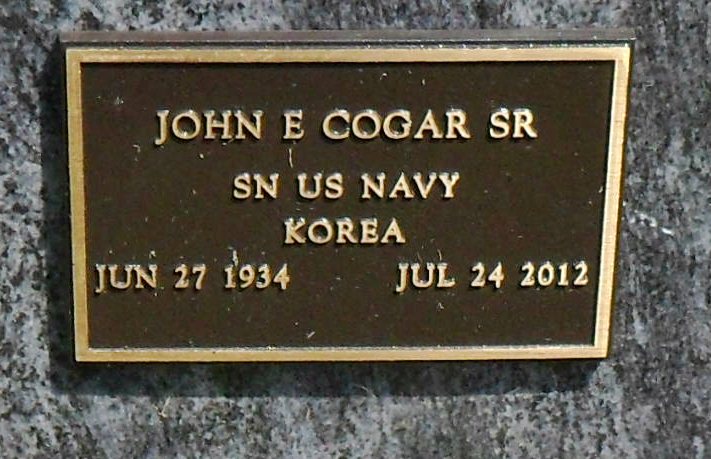 JOHN E COGAR SR
SN US NAVY
KOREA
JUN 27 1934 JUL 24 2012